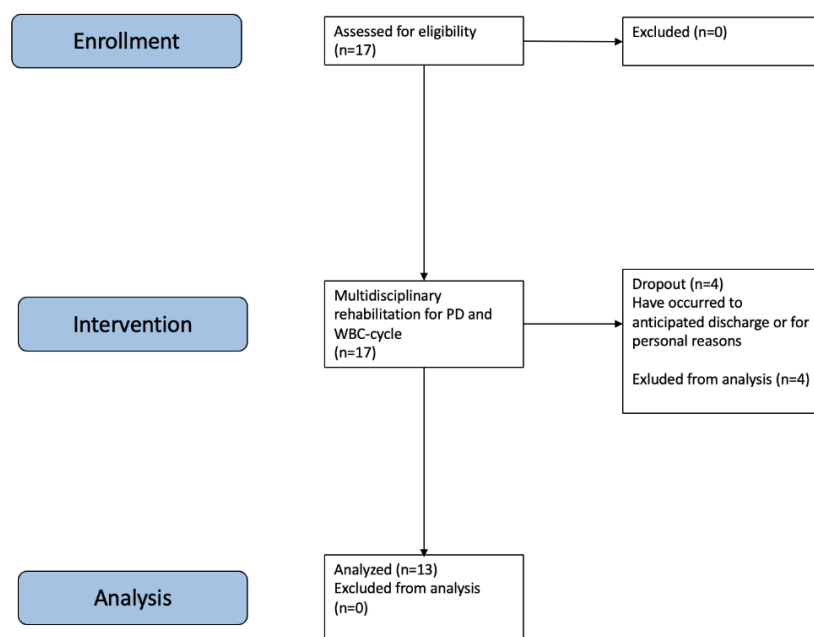 Enrollment
Assessed for eligibility
(n=17)
Excluded (n=0)
Intervention
Multidisciplinary
rehabilitation for PD and
WBC-cycle
(n=17)
Dropout (n=4)
Have occurred to
anticipated discharge or for
personal reasons
Exluded from analysis (n=4)
Analysis
Analyzed (n=13)
Excluded from analysis
(n=0)